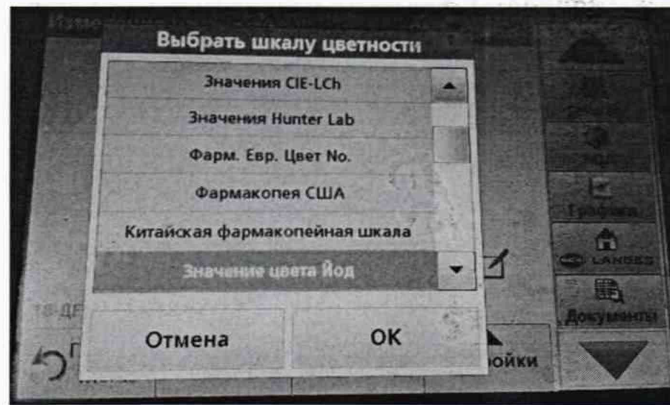 Выбрать шкалу цветности
Значения CIE-LCh
Значения Hunter Lab
Фарм. Евр. Цвет No.
Фармакопея США
Китайская фармакопейная шкала
Значение цвета Йод
Отмена
OK
Графика
LANGES
Документы